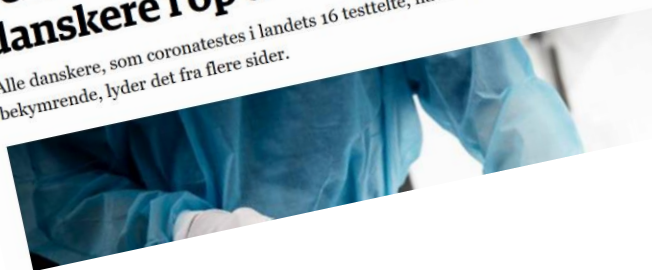 danskere i op
Alle danskere, som coronatestes i landets 16 testtelte,
bekymrende, lyder det fra flere sider.